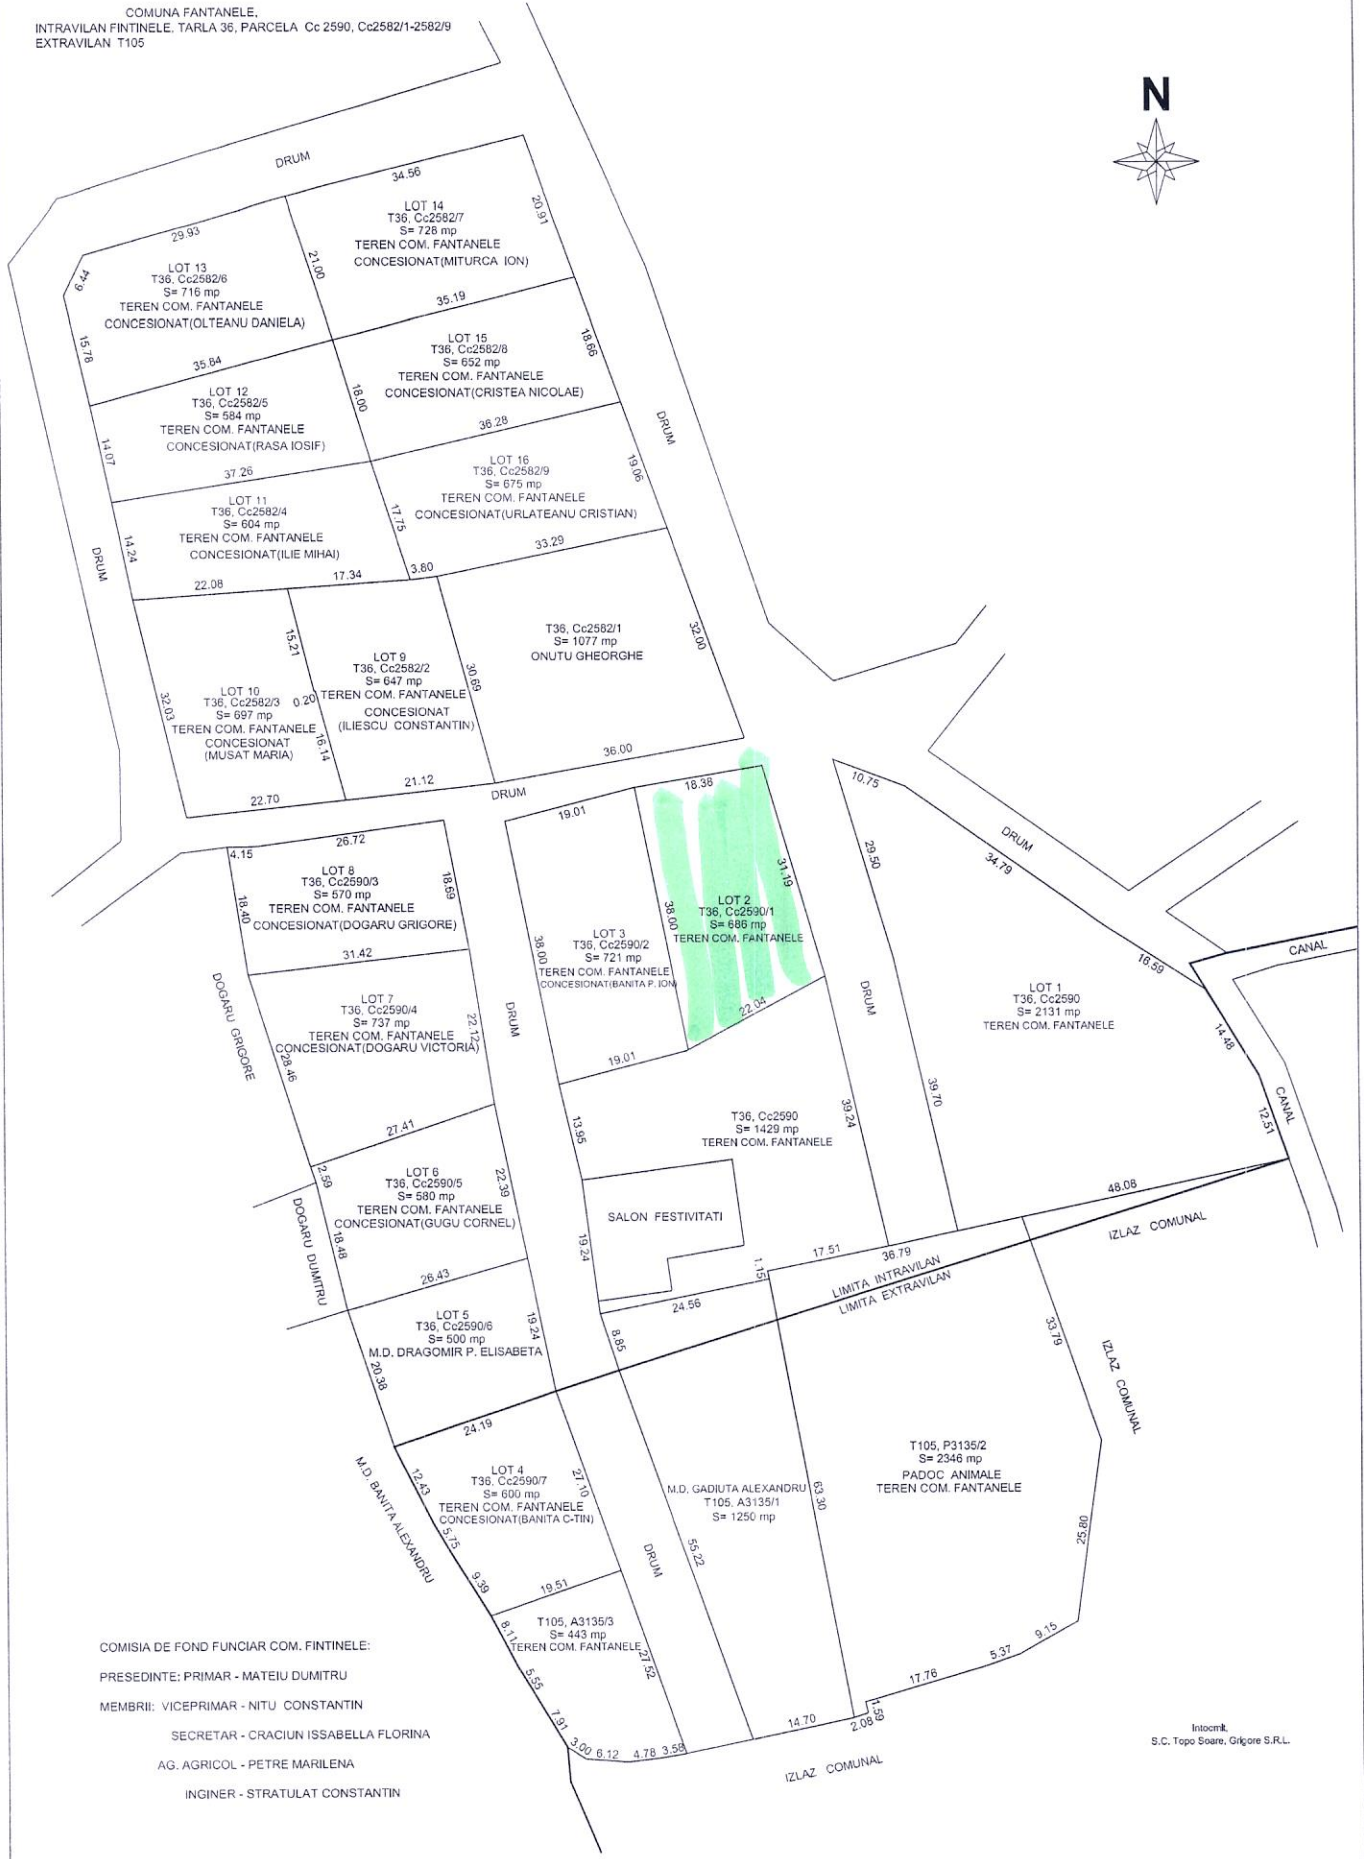 COMUNA FANTANELE,
INTRAVILAN FINTINELE. TARLA 36, PARCELA Cc 2590, Cc2582/1-2582/9
EXTRAVILAN T105
N
DRUM
34.56
29.93
20.91
LOT 14
T36, Cc2582/7
S= 728 mp
TEREN COM. FANTANELE
CONCESIONAT(MITURCA ION)
6.44
21.00
LOT 13
T36, Cc2582/6
S= 716 mp
TEREN COM. FANTANELE
CONCESIONAT(OLTEANU DANIELA)
35.19
15.78
35.84
18.66
LOT 15
T36, Cc2582/8
S= 652 mp
TEREN COM. FANTANELE
CONCESIONAT(CRISTEA NICOLAE)
18.00
LOT 12
T36, Cc2582/5
S= 584 mp
TEREN COM. FANTANELE
CONCESIONAT(RASA IOSIF)
36.28
DRUM
14.07
37.26
19.06
LOT 16
T36, Cc2582/9
S= 675 mp
TEREN COM. FANTANELE
CONCESIONAT(URLATEANU CRISTIAN)
17.75
LOT 11
T36, Cc2582/4
S= 604 mp
TEREN COM. FANTANELE
CONCESIONAT(ILIE MIHAI)
33.29
DRUM
14.24
22.08
17.34
3.80
T36, Cc2582/1
S= 1077 mp
ONUTU GHEORGHE
32.00
15.21
30.69
LOT 9
T36, Cc2582/2
S= 647 mp
TEREN COM. FANTANELE
CONCESIONAT
(ILIESCU CONSTANTIN)
LOT 10
T36, Cc2582/3
S= 697 mp
TEREN COM. FANTANELE
CONCESIONAT
(MUSAT MARIA)
0.20
32.03
16.14
36.00
21.12
22.70
DRUM
18.38
19.01
10.75
26.72
4.15
29.50
DRUM
34.79
31.19
LOT 8
T36, Cc2590/3
S= 570 mp
TEREN COM. FANTANELE
CONCESIONAT(DOGARU GRIGORE)
18.69
18.40
38.00
LOT 2
T36, Cc2590/1
S= 686 mp
TEREN COM. FANTANELE
LOT 3
T36, Cc2590/2
S= 721 mp
TEREN COM. FANTANELE
CONCESIONAT(BANITA P. ION)
38.00
31.42
18.59
CANAL
DRUM
LOT 1
T36, Cc2590
S= 2131 mp
TEREN COM. FANTANELE
LOT 7
T36, Cc2590/4
S= 737 mp
TEREN COM. FANTANELE
CONCESIONAT(DOGARU VICTORIA)
22.12
DRUM
22.04
14.48
DOGARU GRIGORE
28.46
19.01
39.70
39.24
CANAL
12.51
27.41
13.95
T36, Cc2590
S= 1429 mp
TEREN COM. FANTANELE
2.59
LOT 6
T36, Cc2590/5
S= 580 mp
TEREN COM. FANTANELE
CONCESIONAT(GUGU CORNEL)
22.39
48.08
SALON FESTIVITATI
IZLAZ COMUNAL
DOGARU DUMITRU
18.48
19.24
17.51
36.79
1.15
26.43
LIMITA INTRAVILAN
LIMITA EXTRAVILAN
24.56
LOT 5
T36, Cc2590/6
S= 500 mp
M.D. DRAGOMIR P. ELISABETA
19.24
8.85
33.79
IZLAZ COMUNAL
20.38
24.19
T105, P3135/2
S= 2346 mp
PADOC ANIMALE
TEREN COM. FANTANELE
M.D. BANITA ALEXANDRU
12.43
LOT 4
T36, Cc2590/7
S= 600 mp
TEREN COM. FANTANELE
CONCESIONAT(BANITA C-TIN)
27.10
M.D. GADIUTA ALEXANDRU
T105, A3135/1
S= 1250 mp
63.30
5.75
25.80
55.22
DRUM
9.39
19.51
8.11
T105, A3135/3
S= 443 mp
TEREN COM. FANTANELE
27.52
9.15
5.37
5.55
17.76
7.91
1.59
14.70
2.08
3.00
6.12
4.78
3.58
IZLAZ COMUNAL
COMISIA DE FOND FUNCIAR COM. FINTINELE:
PRESEDINTE: PRIMAR - MATEIU DUMITRU
MEMBRII: VICEPRIMAR - NITU CONSTANTIN
SECRETAR - CRACIUN ISSABELLA FLORINA
AG. AGRICOL - PETRE MARILENA
INGINER - STRATULAT CONSTANTIN
Intocmit,
S.C. Topo Soare, Grigore S.R.L.